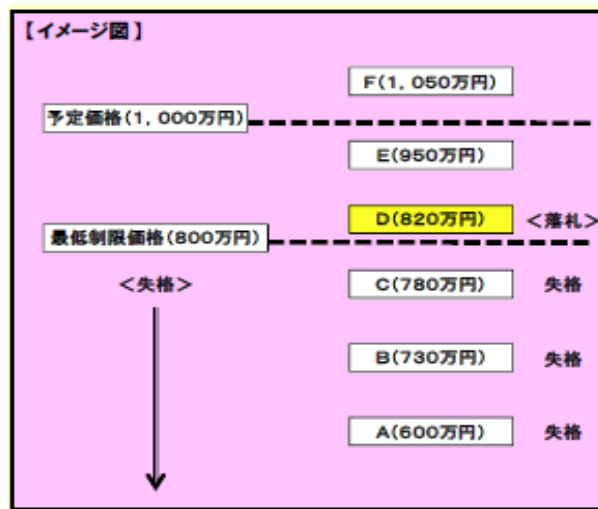 【イメージ図】
F(1，050万円)
予定価格(1，000万円)
E(950万円)
D(820万円) ＜落札＞
最低制限価格(800万円)
＜失格＞ C(780万円) 失格
B(730万円) 失格
A(600万円) 失格